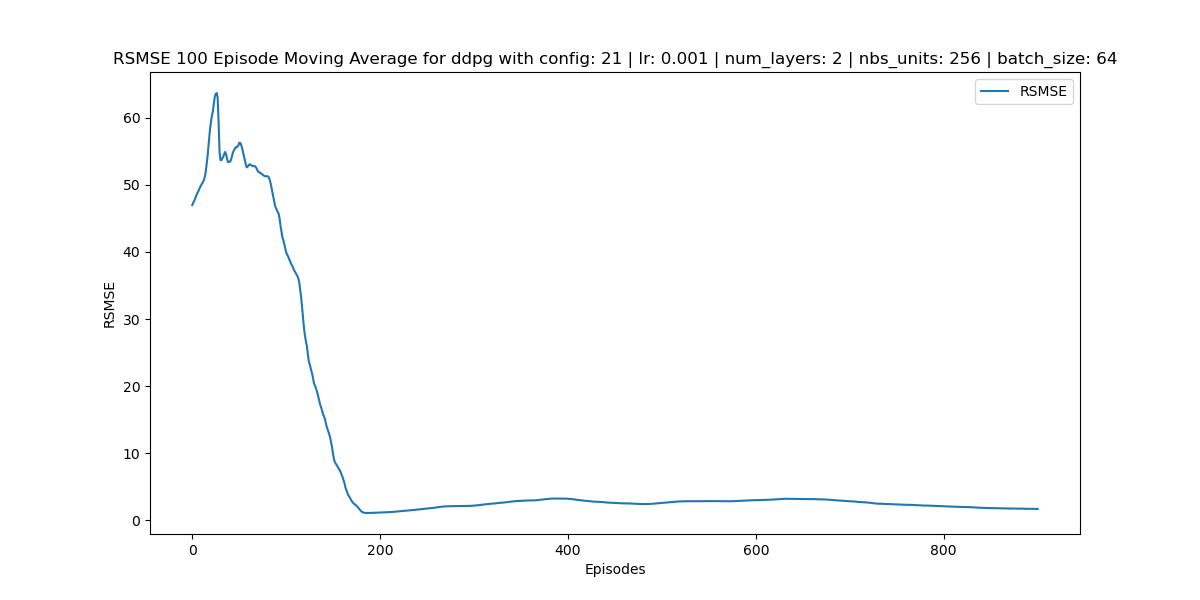 RSMSE 100 Episode Moving Average for ddpg with config: 21 | lr: 0.001 | num_layers: 2 | nbs_units: 256 | batch_size: 64
RSMSE
60
50
40
30
20
10
0
RSMSE
0 200 400 600 800
Episodes